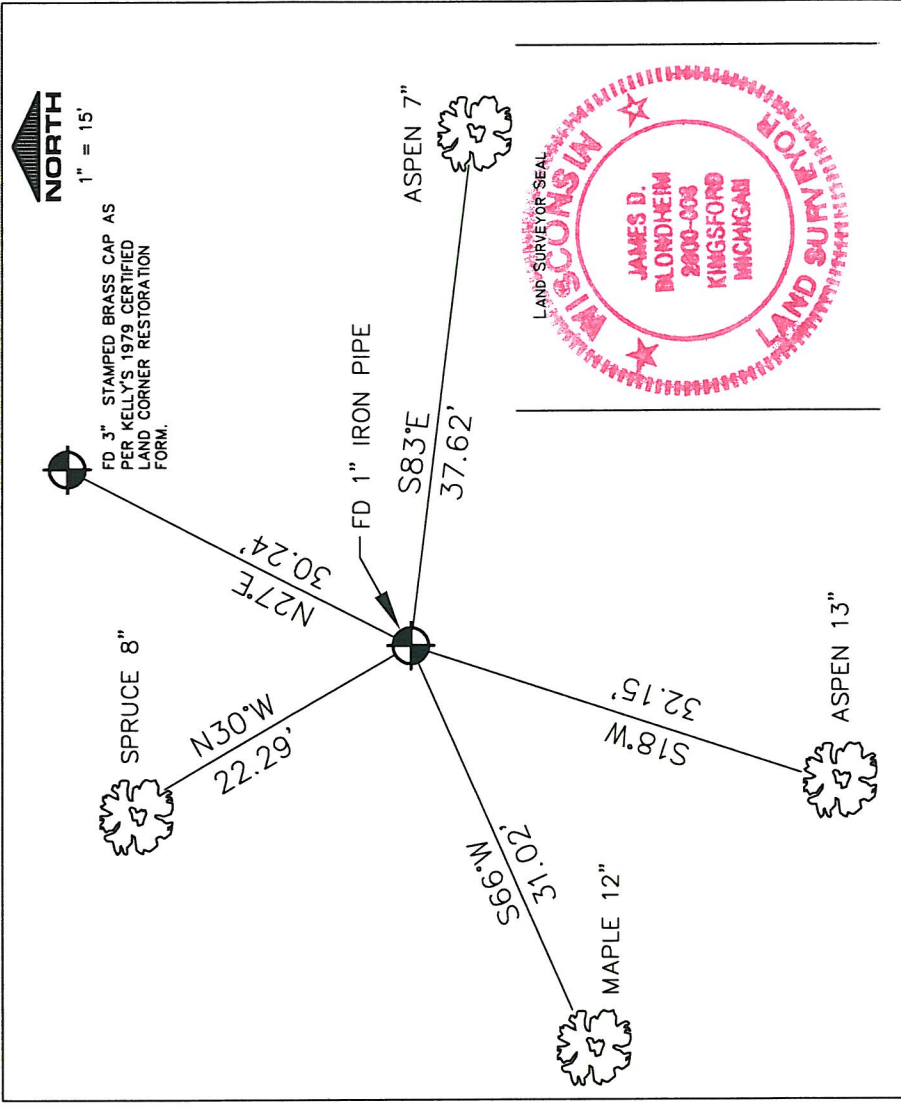 NORTH
1" = 15'
FD 3" STAMPED BRASS CAP AS
PER KELLY'S 1979 CERTIFIED
LAND CORNER RESTORATION
FORM.
SPRUCE 8"
N27°E
30.24'
N30°W
22.29'
FD 1" IRON PIPE
ASPEN 7"
S83°E
37.62'
S66°W
31.02'
MAPLE 12"
S18°W
32.15'
ASPEN 13"
LAND SURVEYOR SEAL
WISCONSIN
JAMES D.
BLONDHEIM
KINGSFORD
MICHIGAN
LAND SURVEYOR